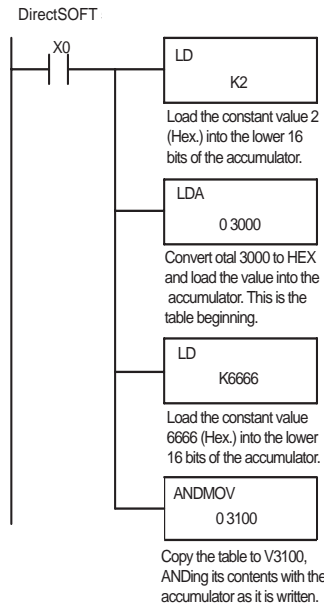 DirectSOFT
X0
LD
K2
Load the constant value 2
(Hex.) into the lower 16
bits of the accumulator.
LDA
0 3000
Convert otal 3000 to HEX
and load the value into the
accumulator. This is the
table beginning.
LD
K6666
Load the constant value
6666 (Hex.) into the lower
16 bits of the accumulator.
ANDMOV
0 3100
Copy the table to V3100,
ANDing its contents with the
accumulator as it is written.